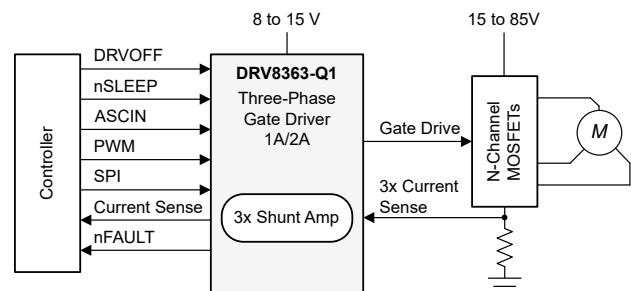 8 to 15 V
15 to 85V
Controller
DRVOFF
nSLEEP
ASCIN
PWM
SPI
Current Sense
nFAULT
DRV8363-Q1
Three-Phase
Gate Driver
1A/2A
3x Shunt Amp
Gate Drive
3x Current
Sense
N-Channel
MOSFETs
M